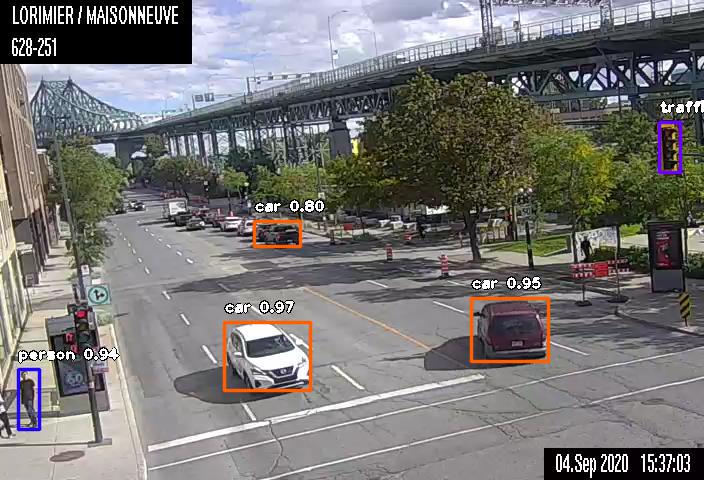 LORIMIER / MAISONNEUVE
628-251
traffi
car 0.80
car 0.95
car 0.97
person 0.94
04.Sep 2020 15:37:03